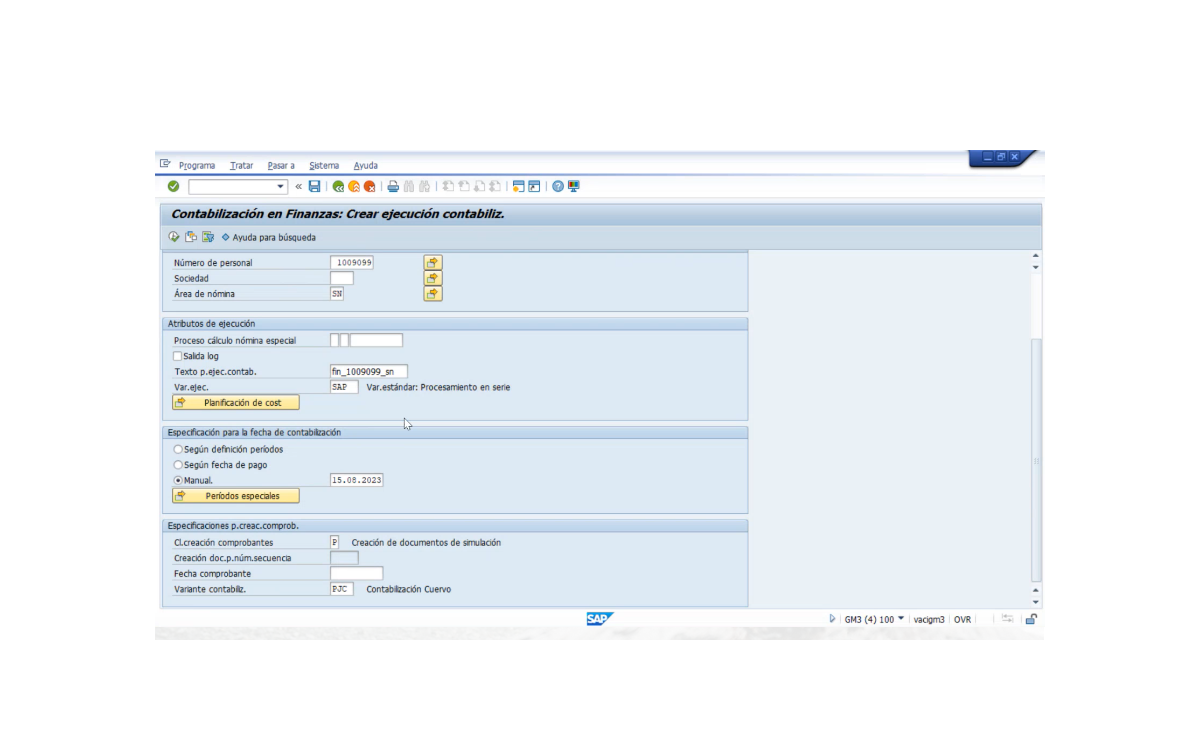 Programa Tratar Pasar a Sistema Ayuda
Contabilización en Finanzas: Crear ejecución contabiliz.
Ayuda para búsqueda
Número de personal 1009099
Sociedad
Área de nómina SN
Atributos de ejecución
Proceso cálculo nómina especial
Salida log
Texto p.ejec.contab. fin_1009099_sn
Var.ejec. SAP Var.estándar: Procesamiento en serie
Planificación de cost
Especificación para la fecha de contabilización
Según definición períodos
Según fecha de pago
Manual. 15.08.2023
Períodos especiales
Especificaciones p.creac.comprob.
Cl.creación comprobantes P Creación de documentos de simulación
Creación doc.p.núm.secuencia
Fecha comprobante
Variante contabiliz. PJC Contabilización Cuervo
SAP GM3 (4) 100 vacigm3 OVR